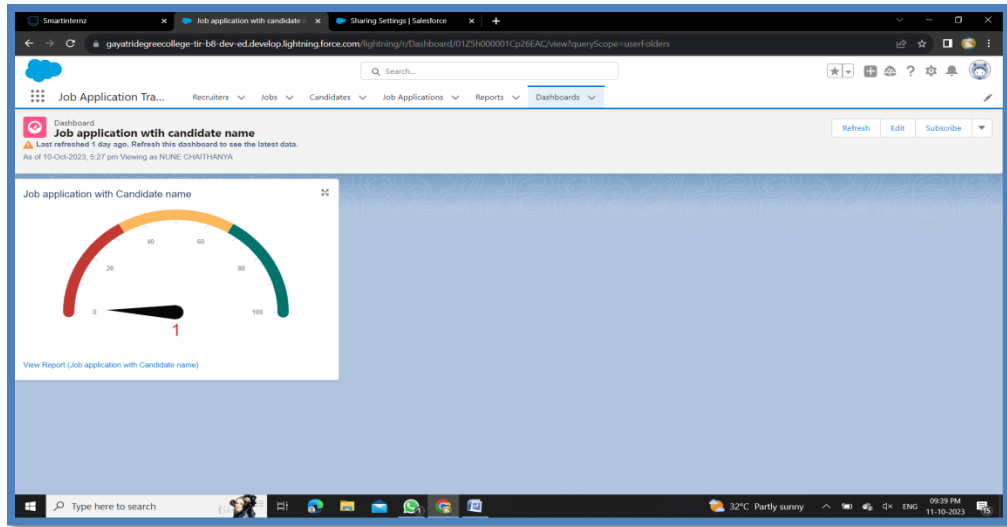 Smartinternz
Job application wtih candidate n
Sharing Settings | Salesforce
gayatridegreecollege-tir-b8-dev-ed.develop.lightning.force.com/lightning/r/Dashboard/01Z5h000001Cp26EAC/view?queryScope=userFolders
Search...
Job Application Tra...
Recruiters
Jobs
Candidates
Job Applications
Reports
Dashboards
Dashboard
Job application wtih candidate name
Last refreshed 1 day ago. Refresh this dashboard to see the latest data.
As of 10-Oct-2023, 5:27 pm Viewing as NUNE CHAITHANYA
Refresh
Edit
Subscribe
Job application with Candidate name
40
60
20
80
0
100
1
View Report (Job application with Candidate name)
Type here to search
32°C Partly sunny
ENG
09:39 PM
11-10-2023